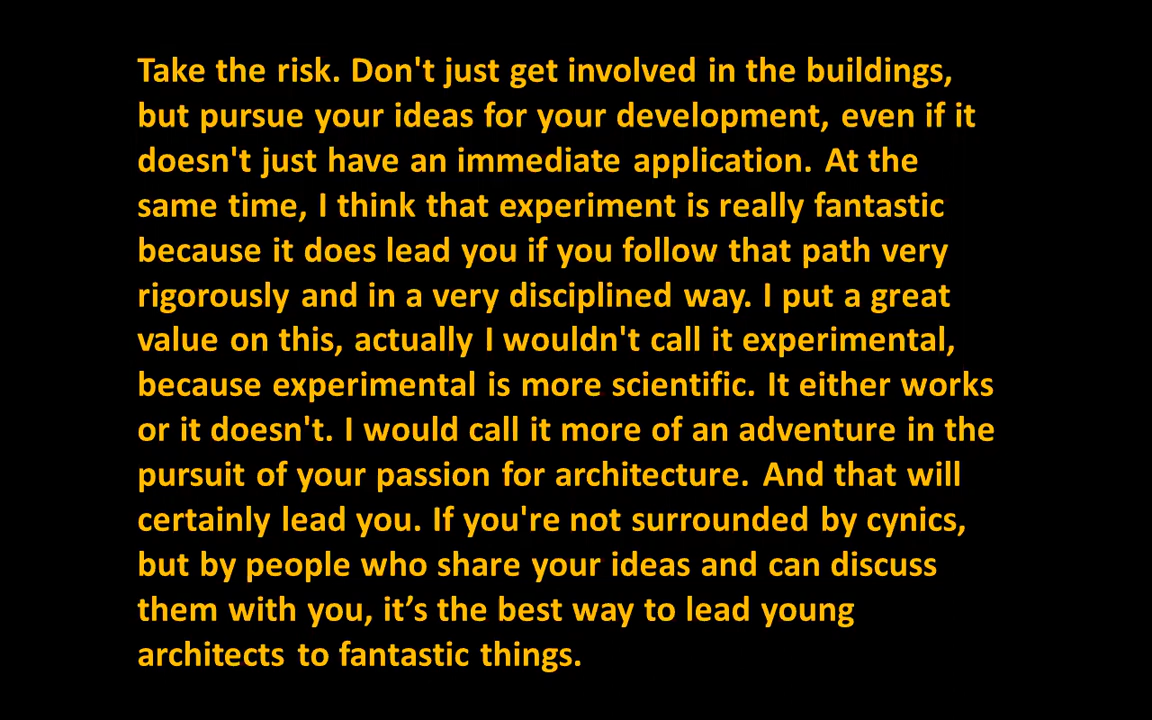 Take the risk. Don't just get involved in the buildings,
but pursue your ideas for your development, even if it
doesn't just have an immediate application. At the
same time, I think that experiment is really fantastic
because it does lead you if you follow that path very
rigorously and in a very disciplined way. I put a great
value on this, actually I wouldn't call it experimental,
because experimental is more scientific. It either works
or it doesn't. I would call it more of an adventure in the
pursuit of your passion for architecture. And that will
certainly lead you. If you're not surrounded by cynics,
but by people who share your ideas and can discuss
them with you, it’s the best way to lead young
architects to fantastic things.